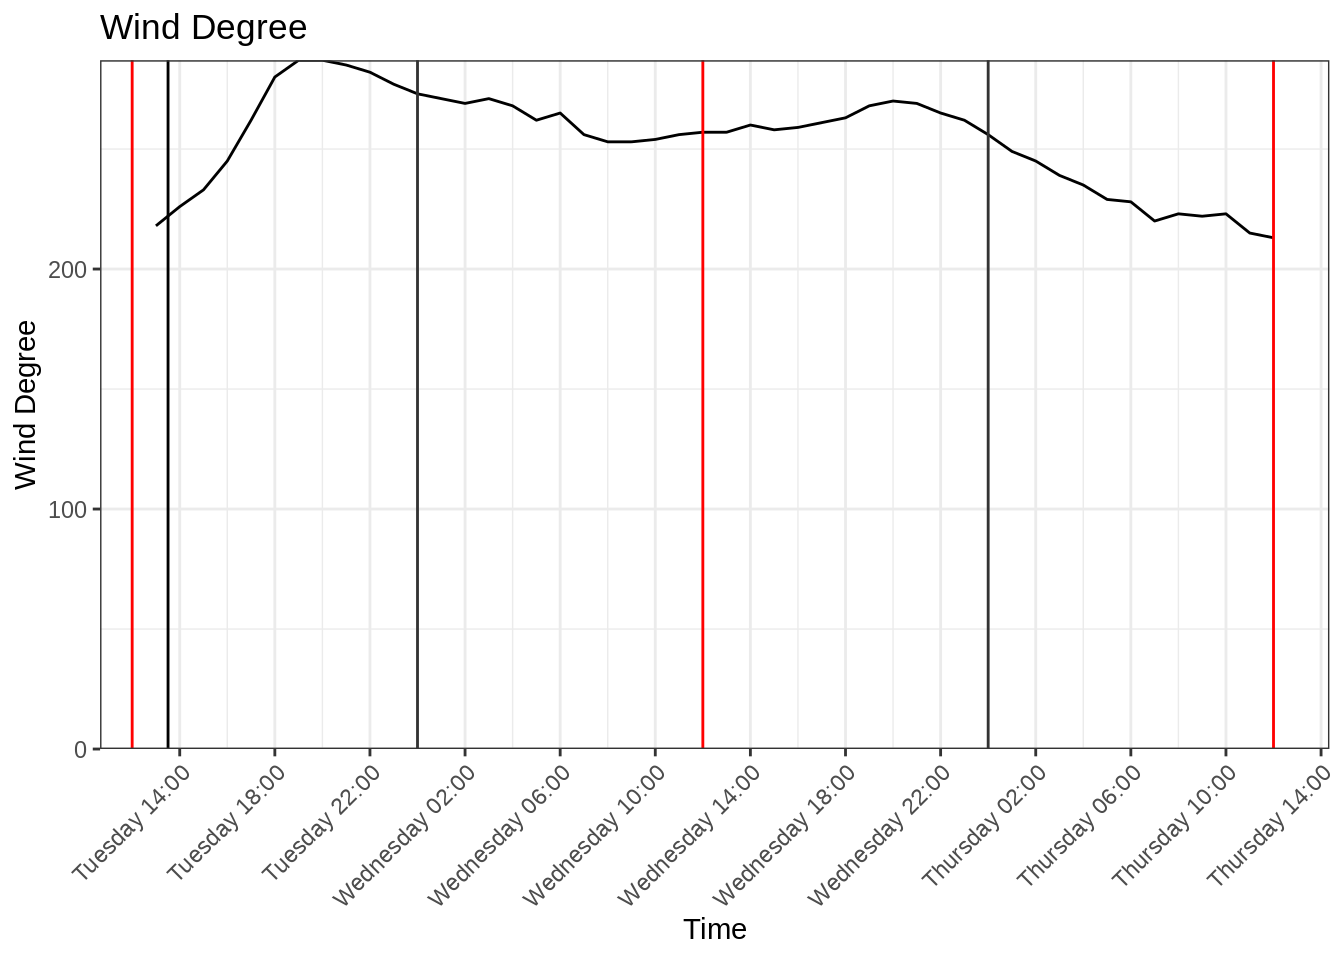 Wind Degree
Wind Degree
200
100
0
Tuesday 14:00
Tuesday 18:00
Tuesday 22:00
Wednesday 02:00
Wednesday 06:00
Wednesday 10:00
Wednesday 14:00
Wednesday 18:00
Wednesday 22:00
Thursday 02:00
Thursday 06:00
Thursday 10:00
Thursday 14:00
Time